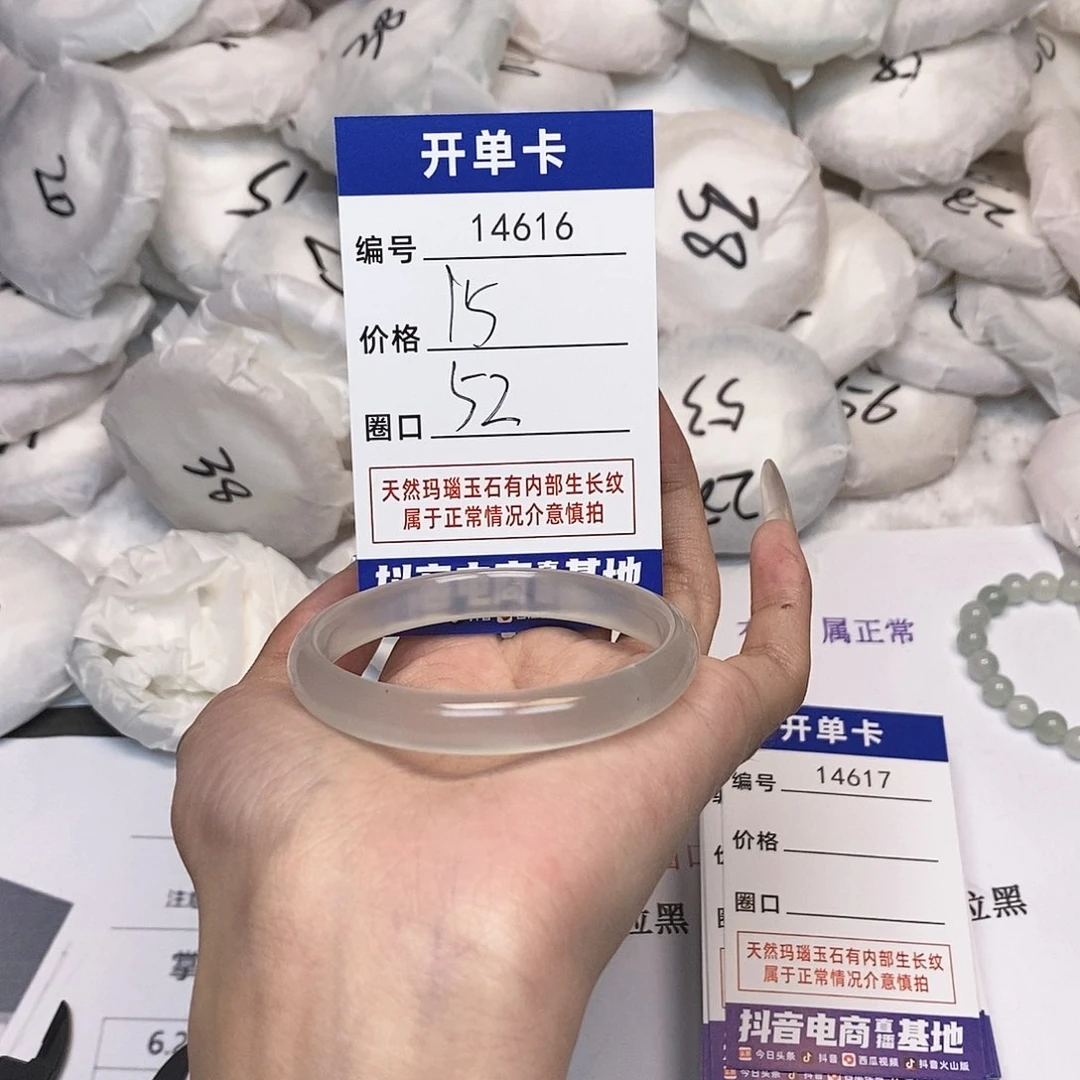 开单卡
编号 14616
价格 15
圈口 52
天然玛瑙玉石有内部生长纹
属于正常情况介意慎拍
抖音电商直播基地
38
38
53
29
15
属正常
开单卡
编号 14617
价格
圈口
天然玛瑙玉石有内部生长纹
属于正常情况介意慎拍
抖音电商直播基地
今日头条 抖音 西瓜视频 抖音火山版
拉黑
注
掌
6.2